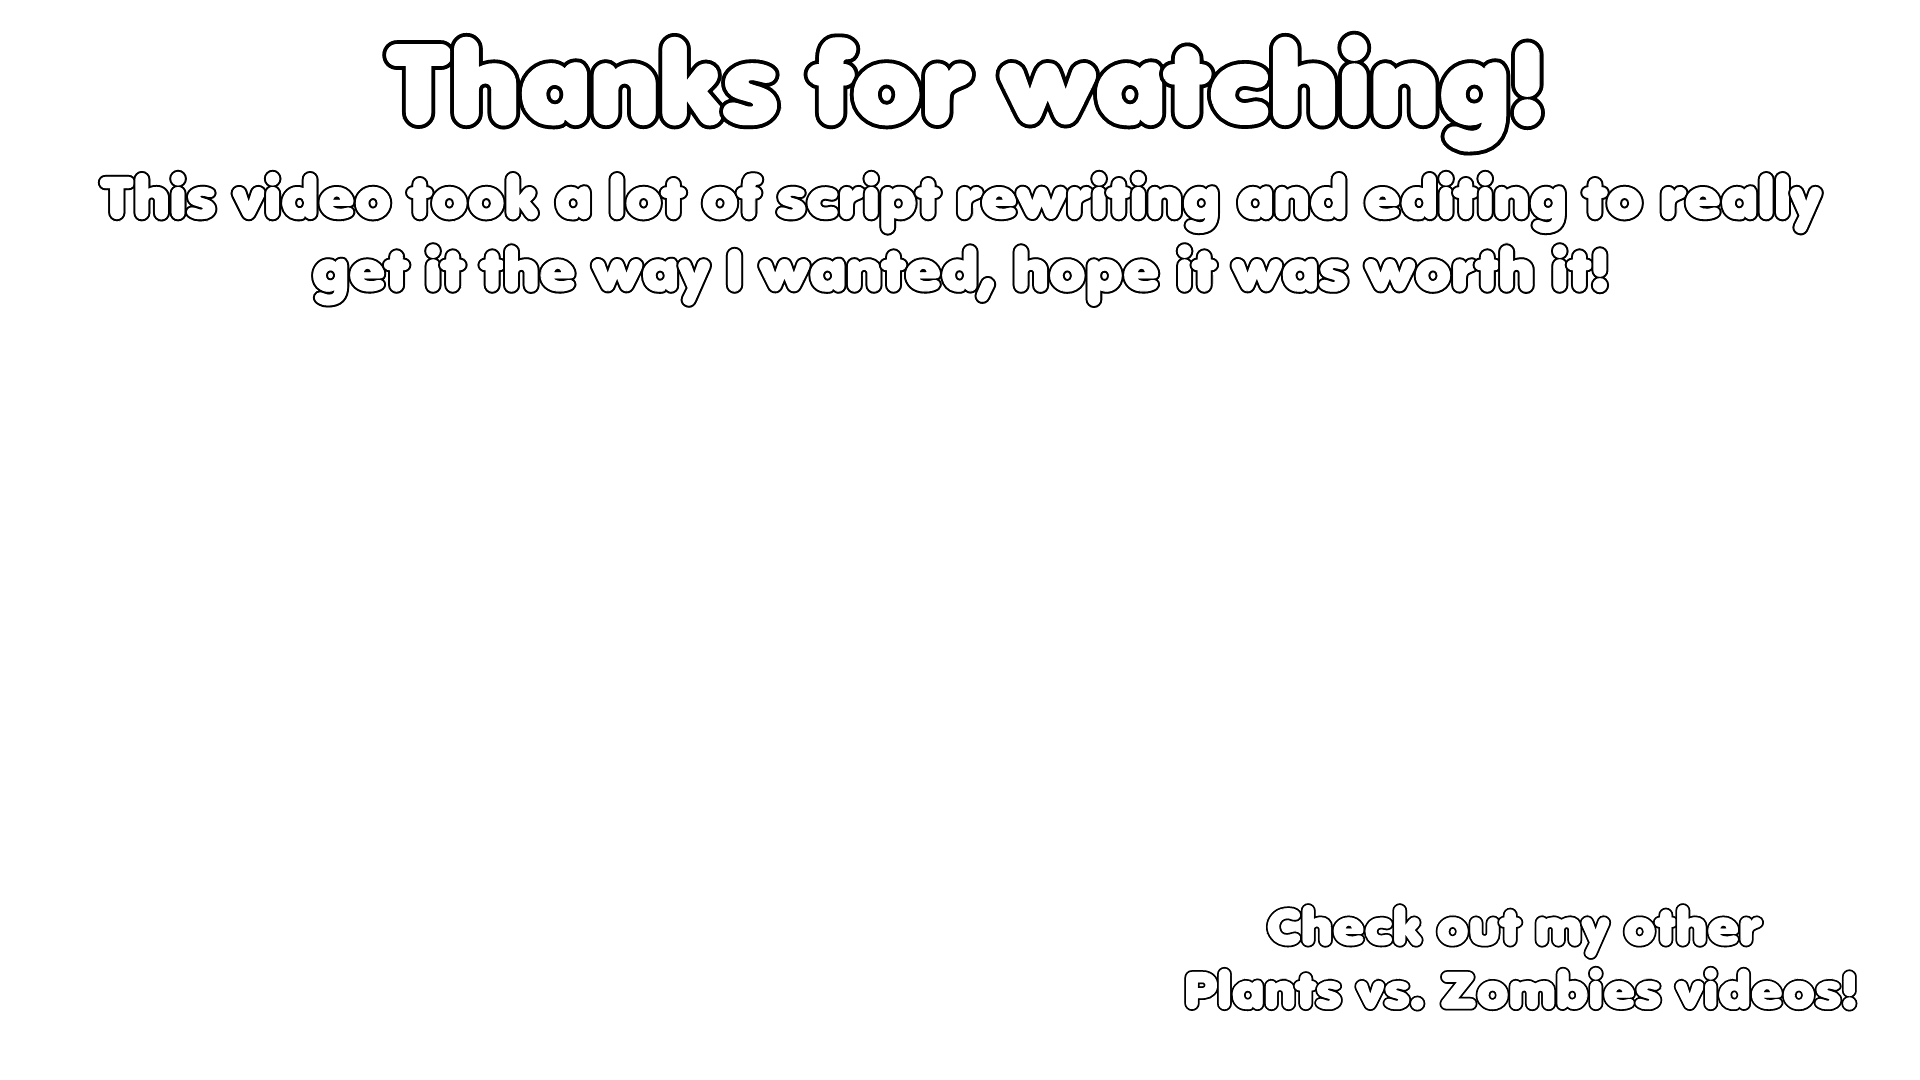 Thanks for watching!
This video took a lot of script rewriting and editing to really
get it the way I wanted, hope it was worth it!
Check out my other
Plants vs. Zombies videos!